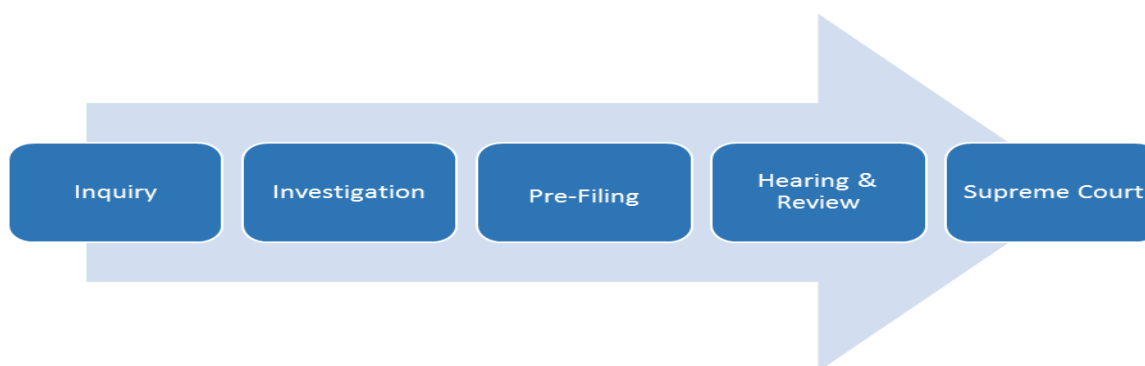 Inquiry
Investigation
Pre-Filing
Hearing &
Review
Supreme Court